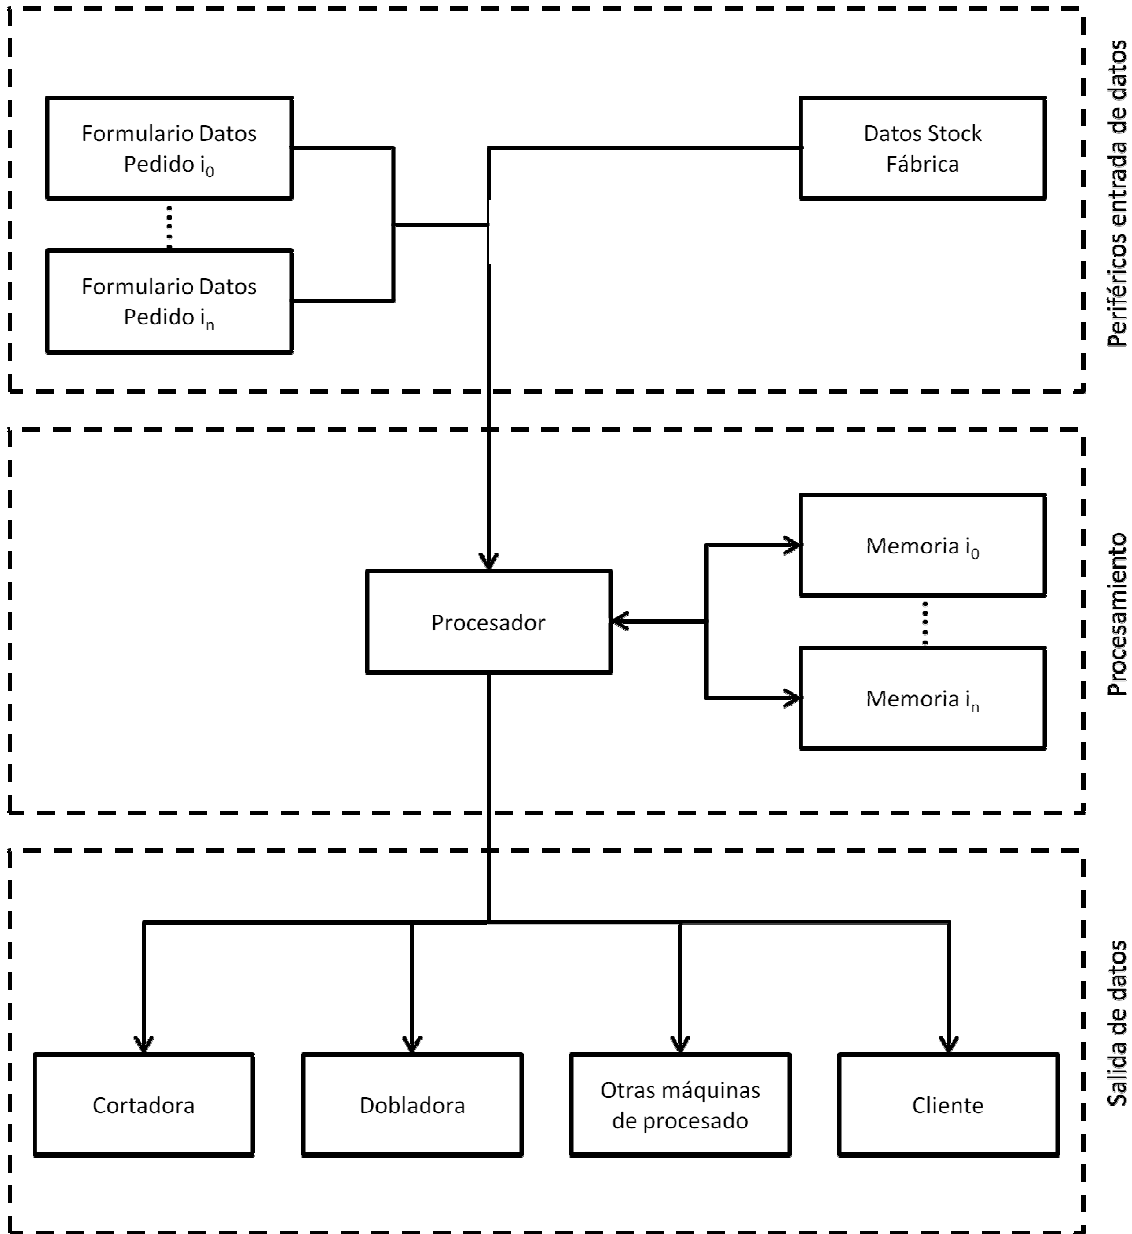 Formulario Datos
Pedido i0
Datos Stock
Fábrica
Formulario Datos
Pedido in
Periféricos entrada de datos
Memoria i0
Procesador
Memoria in
Procesamiento
Cortadora
Dobladora
Otras máquinas
de procesado
Cliente
Salida de datos